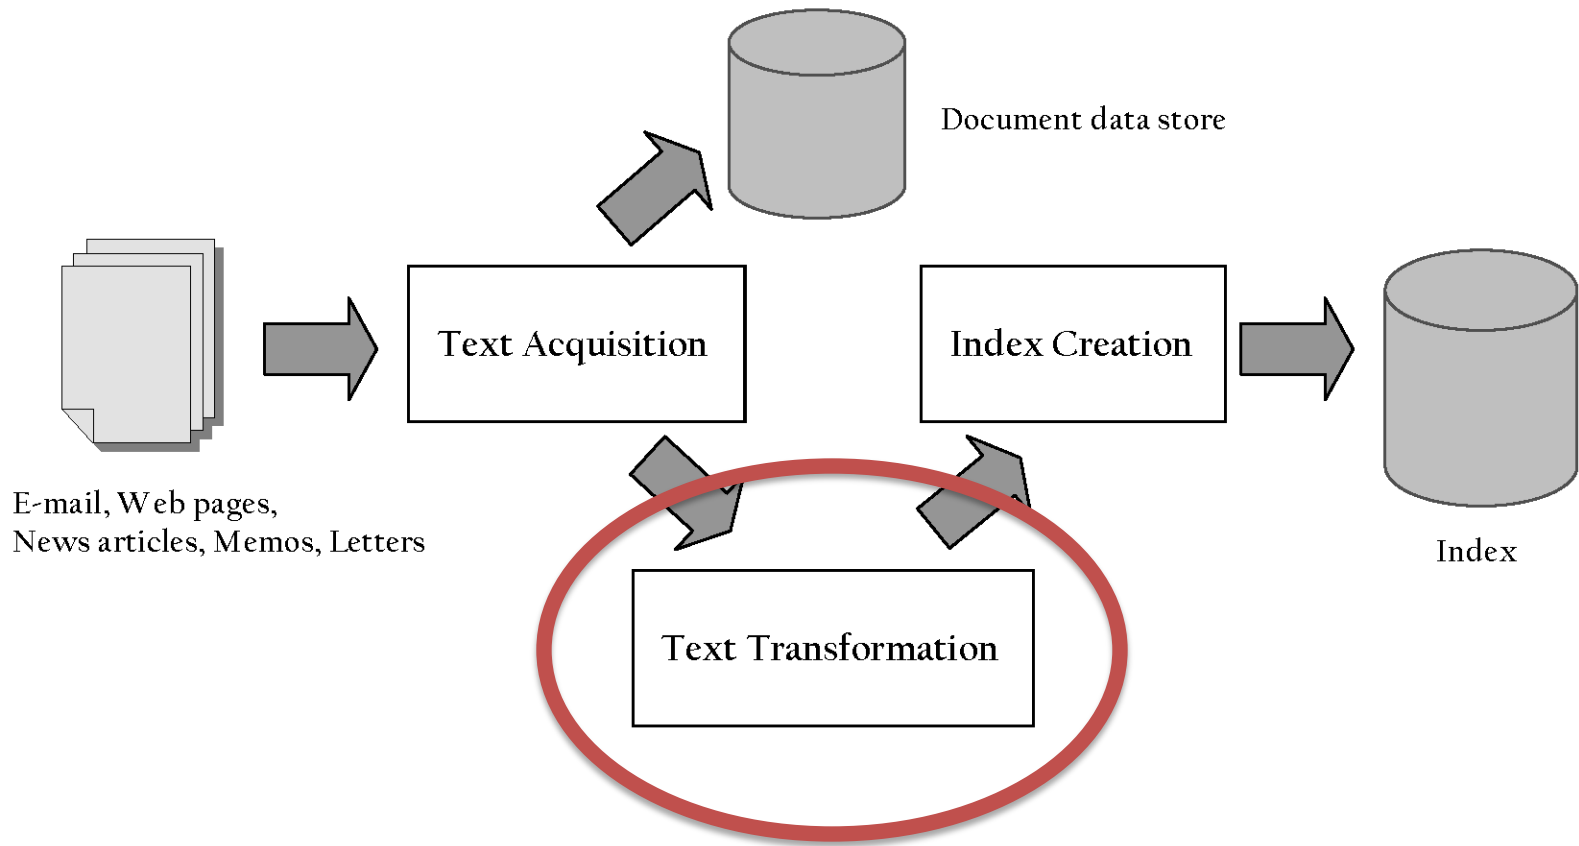 Document data store
Text Acquisition
Index Creation
E-mail, Web pages,
News articles, Memos, Letters
Index
Text Transformation